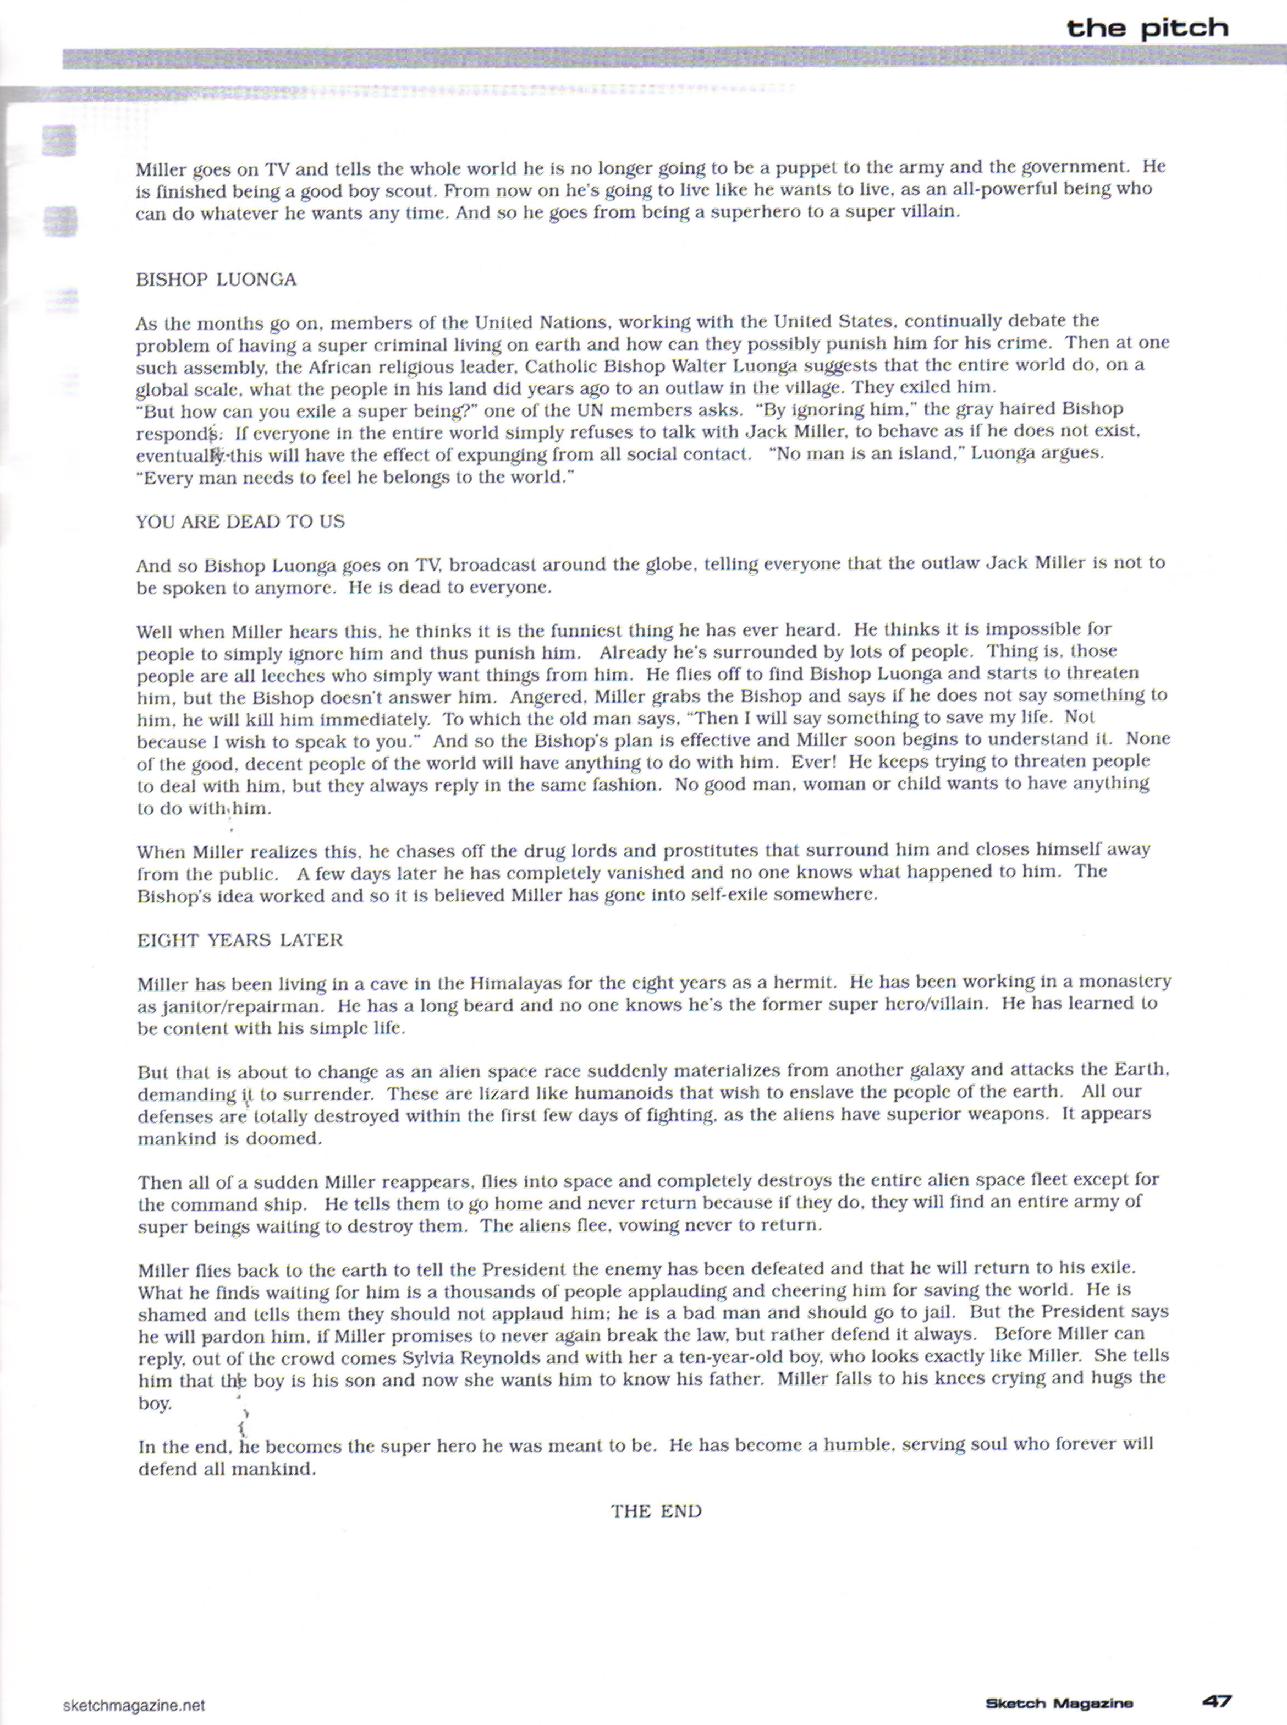 the pitch
Miller goes on TV and tells the whole world he is no longer going to be a puppet to the army and the government. He
is finished being a good boy scout. From now on he's going to live like he wants to live, as an all-powerful being who
can do whatever he wants any time. And so he goes from being a superhero to a super villain.
BISHOP LUONGA
As the months go on, members of the United Nations, working with the United States, continually debate the
problem of having a super criminal living on earth and how can they possibly punish him for his crime. Then at one
such assembly, the African religious leader, Catholic Bishop Walter Luonga suggests that the entire world do, on a
global scale, what the people in his land did years ago to an outlaw in the village. They exiled him.
"But how can you exile a super being?" one of the UN members asks. "By ignoring him," the gray haired Bishop
responds. If everyone in the entire world simply refuses to talk with Jack Miller, to behave as if he does not exist,
eventually this will have the effect of expunging from all social contact. "No man is an island," Luonga argues.
"Every man needs to feel he belongs to the world."
YOU ARE DEAD TO US
And so Bishop Luonga goes on TV, broadcast around the globe, telling everyone that the outlaw Jack Miller is not to
be spoken to anymore. He is dead to everyone.
Well when Miller hears this, he thinks it is the funniest thing he has ever heard. He thinks it is impossible for
people to simply ignore him and thus punish him. Already he's surrounded by lots of people. Thing is, those
people are all leeches who simply want things from him. He flies off to find Bishop Luonga and starts to threaten
him, but the Bishop doesn't answer him. Angered, Miller grabs the Bishop and says if he does not say something to
him, he will kill him immediately. To which the old man says, "Then I will say something to save my life. Not
because I wish to speak to you." And so the Bishop's plan is effective and Miller soon begins to understand it. None
of the good, decent people of the world will have anything to do with him. Ever! He keeps trying to threaten people
to deal with him, but they always reply in the same fashion. No good man, woman or child wants to have anything
to do with him.
When Miller realizes this, he chases off the drug lords and prostitutes that surround him and closes himself away
from the public. A few days later he has completely vanished and no one knows what happened to him. The
Bishop's idea worked and so it is believed Miller has gone into self-exile somewhere.
EIGHT YEARS LATER
Miller has been living in a cave in the Himalayas for the eight years as a hermit. He has been working in a monastery
as janitor/repairman. He has a long beard and no one knows he's the former super hero/villain. He has learned to
be content with his simple life.
But that is about to change as an alien space race suddenly materializes from another galaxy and attacks the Earth,
demanding it to surrender. These are lizard like humanoids that wish to enslave the people of the earth. All our
defenses are totally destroyed within the first few days of fighting, as the aliens have superior weapons. It appears
mankind is doomed.
Then all of a sudden Miller reappears, flies into space and completely destroys the entire alien space fleet except for
the command ship. He tells them to go home and never return because if they do, they will find an entire army of
super beings waiting to destroy them. The aliens flee, vowing never to return.
Miller flies back to the earth to tell the President the enemy has been defeated and that he will return to his exile.
What he finds waiting for him is a thousands of people applauding and cheering him for saving the world. He is
shamed and tells them they should not applaud him; he is a bad man and should go to jail. But the President says
he will pardon him, if Miller promises to never again break the law, but rather defend it always. Before Miller can
reply, out of the crowd comes Sylvia Reynolds and with her a ten-year-old boy, who looks exactly like Miller. She tells
him that the boy is his son and now she wants him to know his father. Miller falls to his knees crying and hugs the
boy.
In the end, he becomes the super hero he was meant to be. He has become a humble, serving soul who forever will
defend all mankind.
THE END
sketchmagazine.net
Sketch Magazine 47